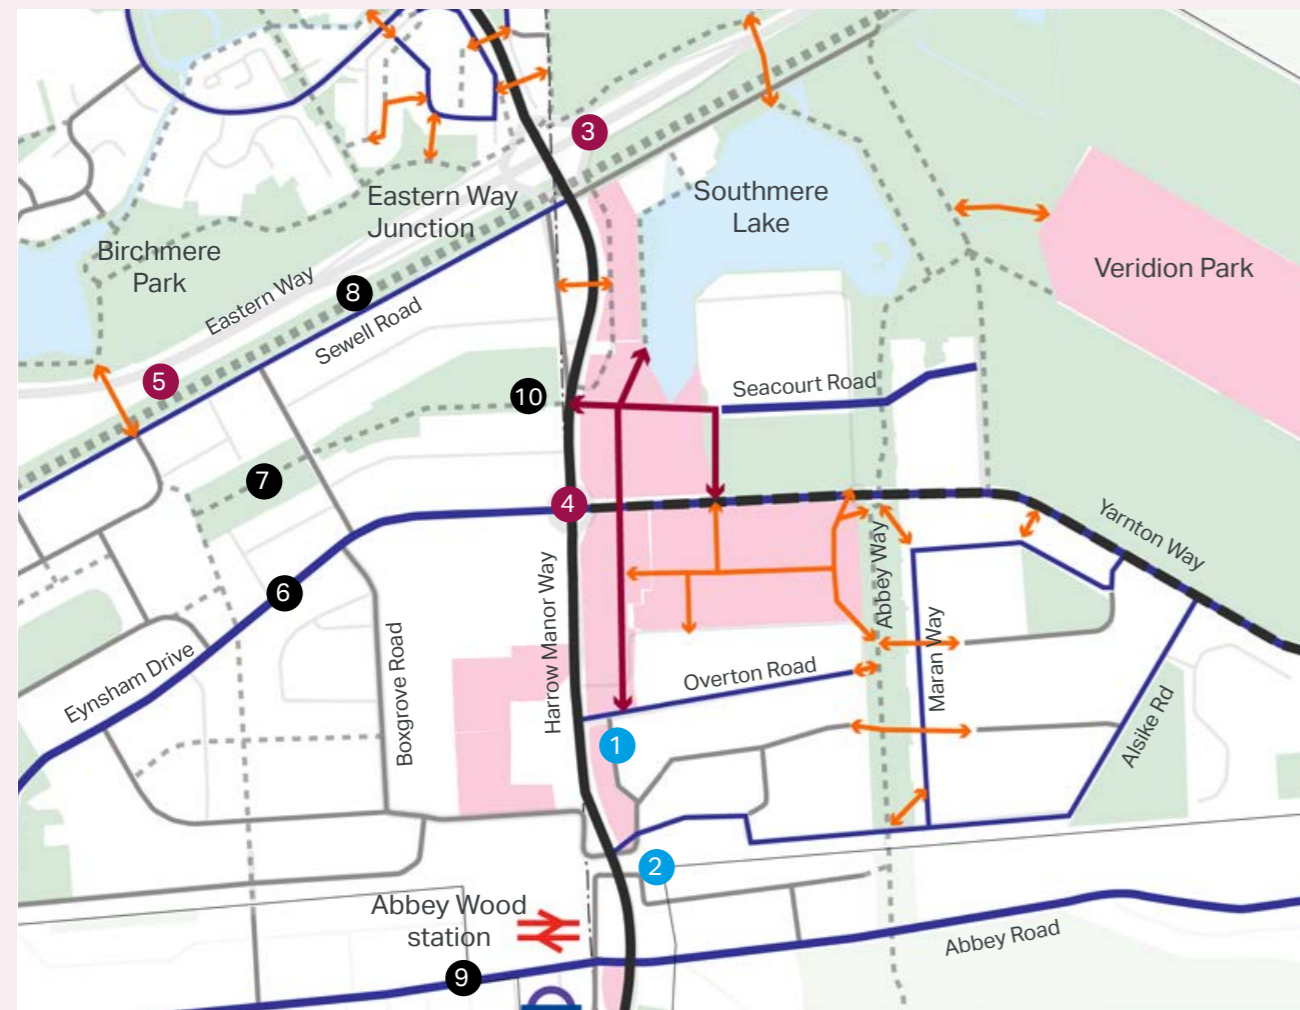 3
Eastern Way
Junction
Southmere
Lake
Birchmere
Park
Veridion Park
8
Eastern Way
Sewell Road
5
10
Seacourt Road
7
4
Yarnton Way
Abbey Way
6
Harrow Manor Way
Boxgrove Road
Maran Way
Eynsham Drive
Overton Road
Alsike Rd
1
2
Abbey Wood
station
Abbey Road
9